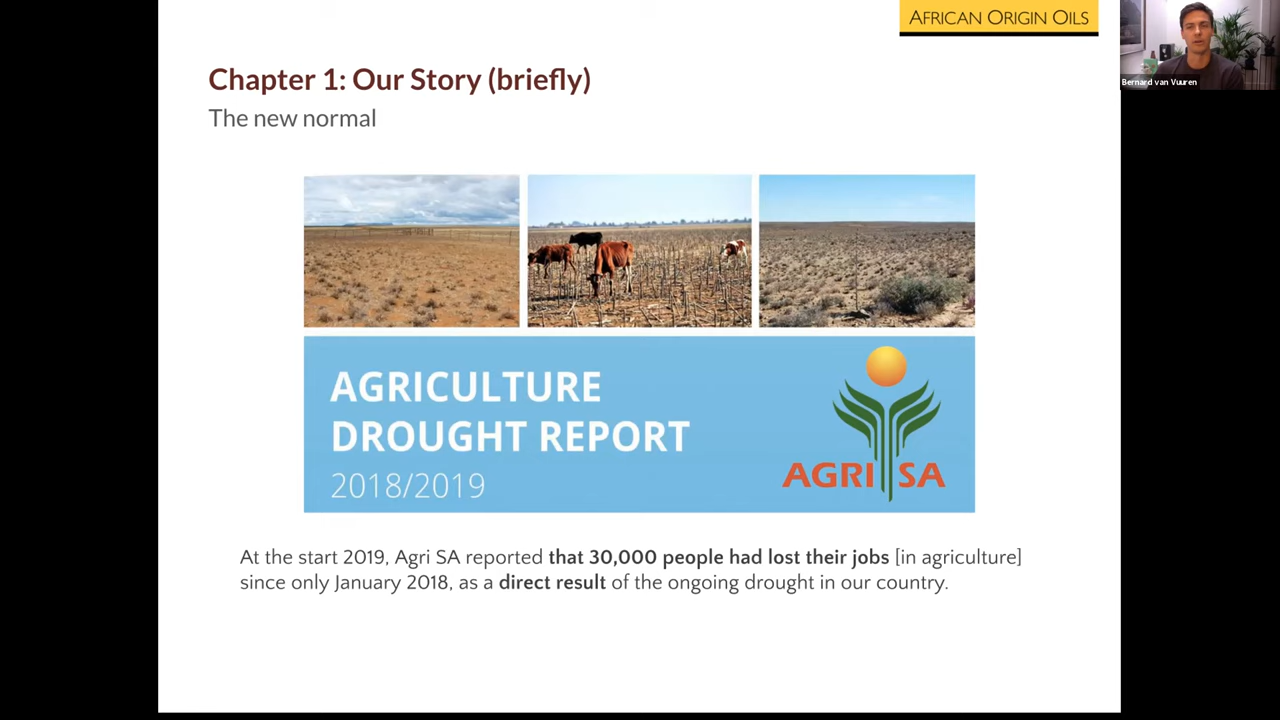 AFRICAN ORIGIN OILS
Bernard van Vuuren
Chapter 1: Our Story (briefly)
The new normal
AGRICULTURE
DROUGHT REPORT
2018/2019
AGRI SA
At the start 2019, Agri SA reported that 30,000 people had lost their jobs [in agriculture]
since only January 2018, as a direct result of the ongoing drought in our country.